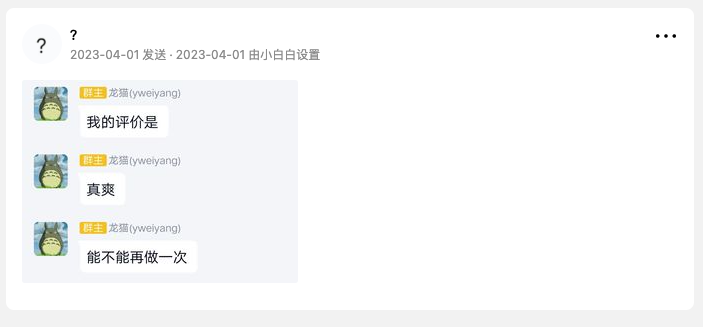 ?
?
2023-04-01 发送 · 2023-04-01 由小白白设置
群主 龙猫(yweiyang)
我的评价是
群主 龙猫(yweiyang)
真爽
群主 龙猫(yweiyang)
能不能再做一次